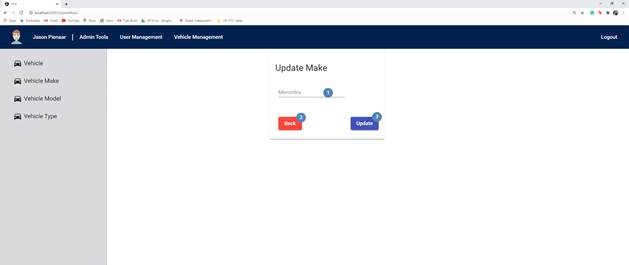 Jason Pienaar | Admin Tools User Management Vehicle Management Logout
Vehicle
Vehicle Make
Vehicle Model
Vehicle Type
Update Make
Mercedes 1
2
3
Back Update